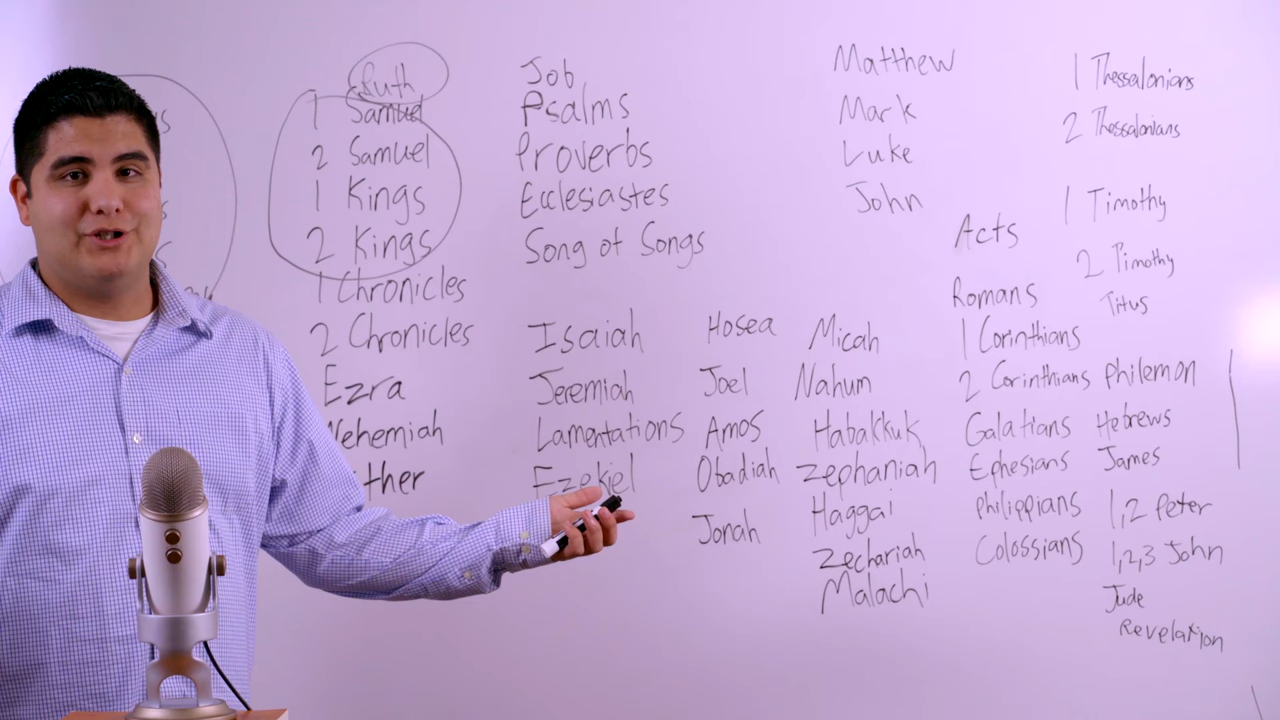 Ruth
1 Samuel
2 Samuel
1 Kings
2 Kings
1 Chronicles
2 Chronicles
Ezra
Nehemiah
ther
Job
Psalms
Proverbs
Ecclesiastes
Song of Songs
Isaiah
Jeremiah
Lamentations
Ezekiel
Hosea
Joel
Amos
Obadiah
Jonah
Matthew
Mark
Luke
John
Micah
Nahum
Habakkuk
Zephaniah
Haggai
Zechariah
Malachi
Acts
Romans
1 Corinthians
2 Corinthians
Galatians
Ephesians
Philippians
Colossians
1 Thessalonians
2 Thessalonians
1 Timothy
2 Timothy
Titus
Philemon
Hebrews
James
1,2 Peter
1,2,3 John
Jude
Revelation